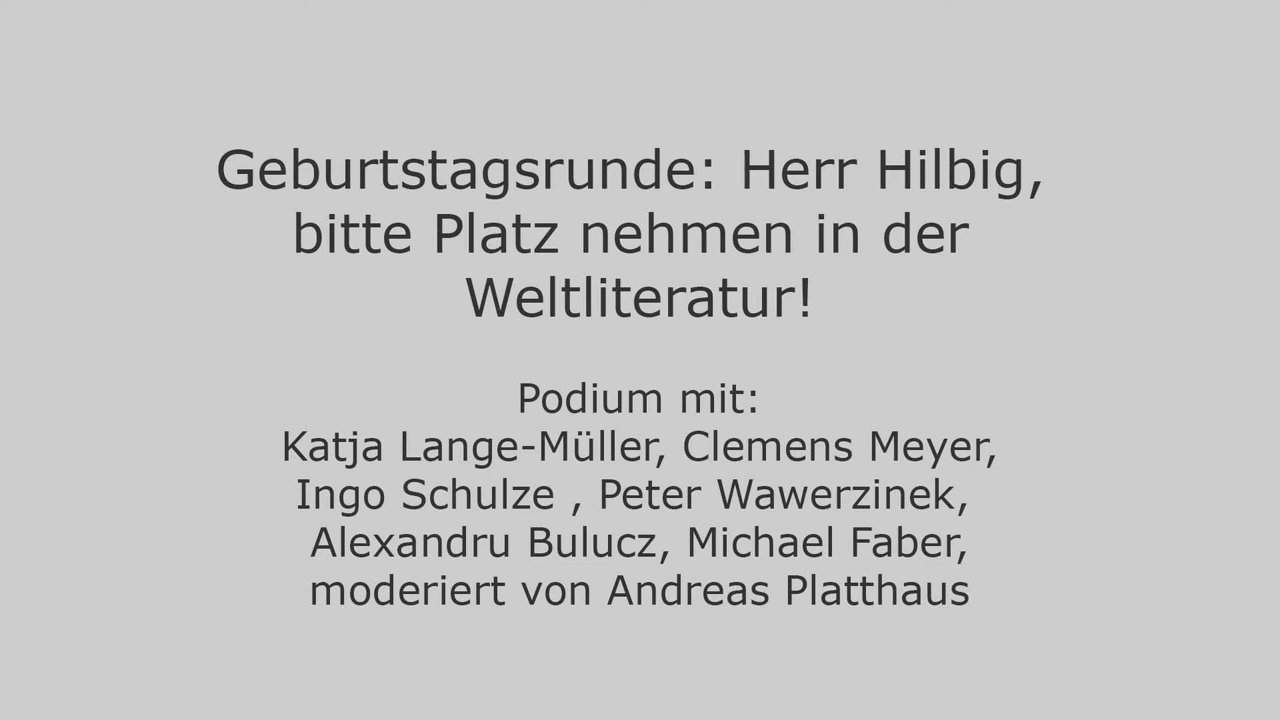 Geburtstagsrunde: Herr Hilbig,
bitte Platz nehmen in der
Weltliteratur!
Podium mit:
Katja Lange-Müller, Clemens Meyer,
Ingo Schulze , Peter Wawerzinek,
Alexandru Bulucz, Michael Faber,
moderiert von Andreas Platthaus